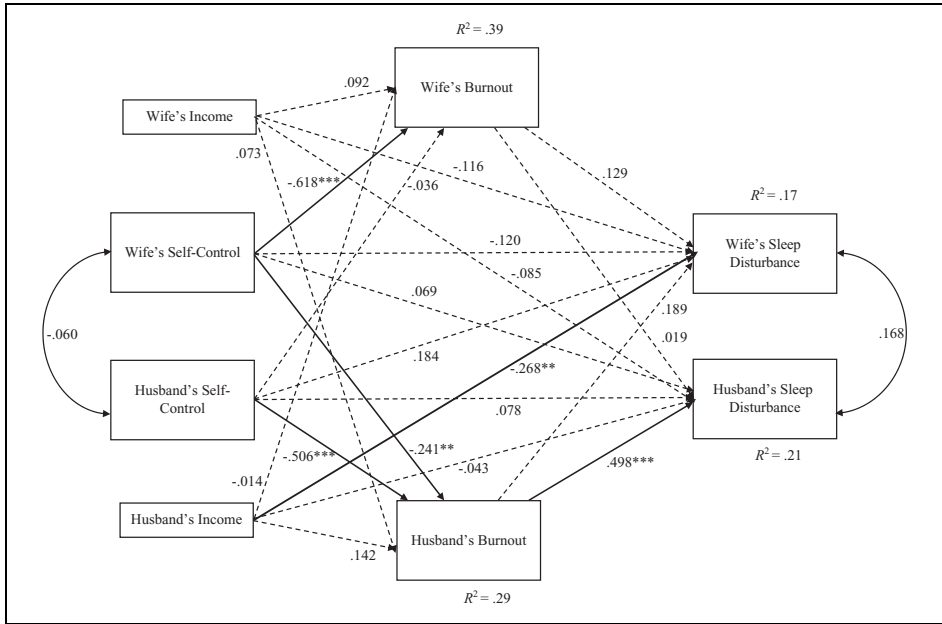 R² = .39
Wife's Burnout
.092
Wife's Income
.073
-.618***
-.036
-.116
.129
R² = .17
Wife's Self-Control
-.120
Wife's Sleep
Disturbance
-.085
.069
.189
-.060
.019
.168
.184
-.268**
Husband's Self-
Control
.078
Husband's Sleep
Disturbance
-.506***
-.241**
-.043
.498***
R² = .21
-.014
Husband's Income
Husband's Burnout
.142
R² = .29